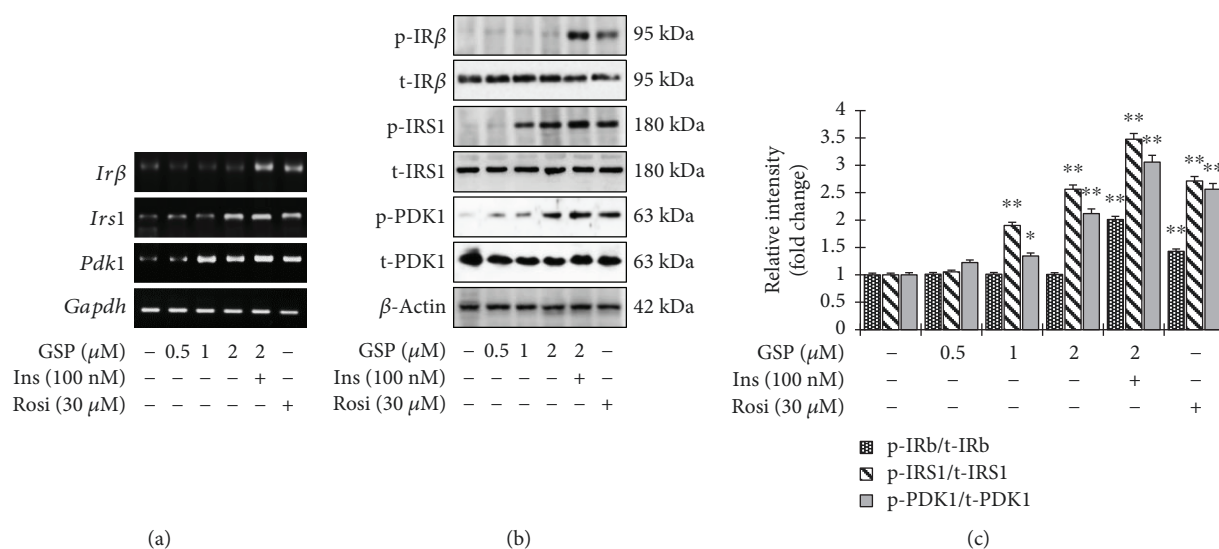 Irβ
Irs1
Pdk1
Gapdh
GSP (μM) – 0.5 1 2 2 –
Ins (100 nM) – – – – + –
Rosi (30 μM) – – – – – +
(a)
p-IRβ 95 kDa
t-IRβ 95 kDa
p-IRS1 180 kDa
t-IRS1 180 kDa
p-PDK1 63 kDa
t-PDK1 63 kDa
β-Actin 42 kDa
GSP (μM) – 0.5 1 2 2 –
Ins (100 nM) – – – – + –
Rosi (30 μM) – – – – – +
(b)
Relative intensity
(fold change)
4
3.5
3
2.5
2
1.5
1
0.5
0
** * ** ** ** ** ** ** ** **
GSP (μM) – 0.5 1 2 2 –
Ins (100 nM) – – – – + –
Rosi (30 μM) – – – – – +
p-IRb/t-IRb
p-IRS1/t-IRS1
p-PDK1/t-PDK1
(c)